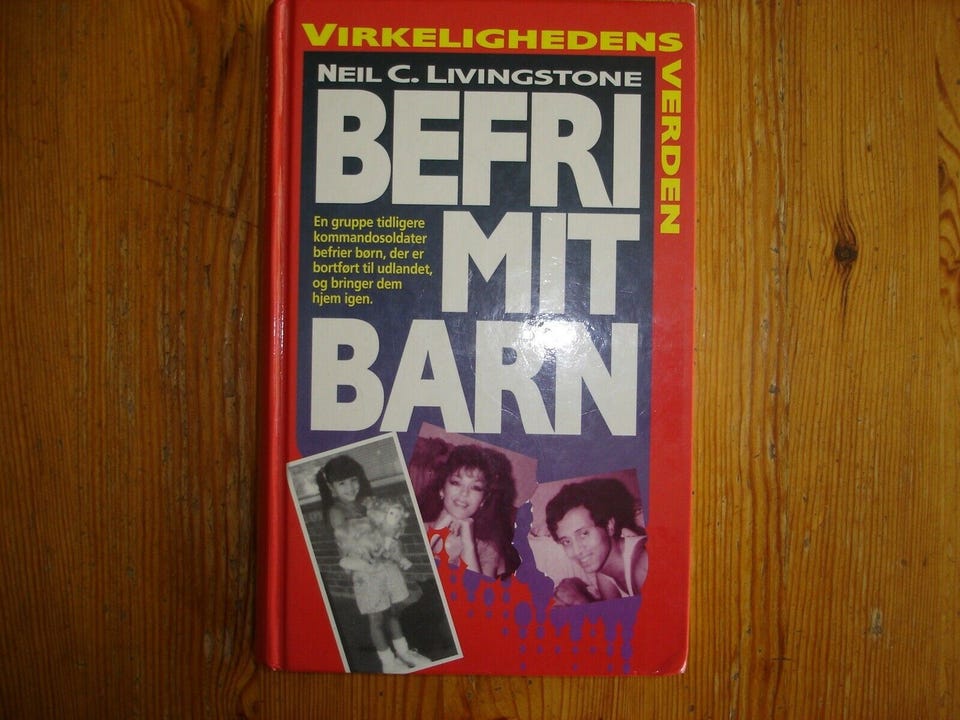 VIRKELIGHEDENS
VERDEN
NEIL C. LIVINGSTONE
BEFRI
MIT
BARN
En gruppe tidligere
kommandosoldater
befrier børn, der er
bortført til udlandet,
og bringer dem
hjem igen.